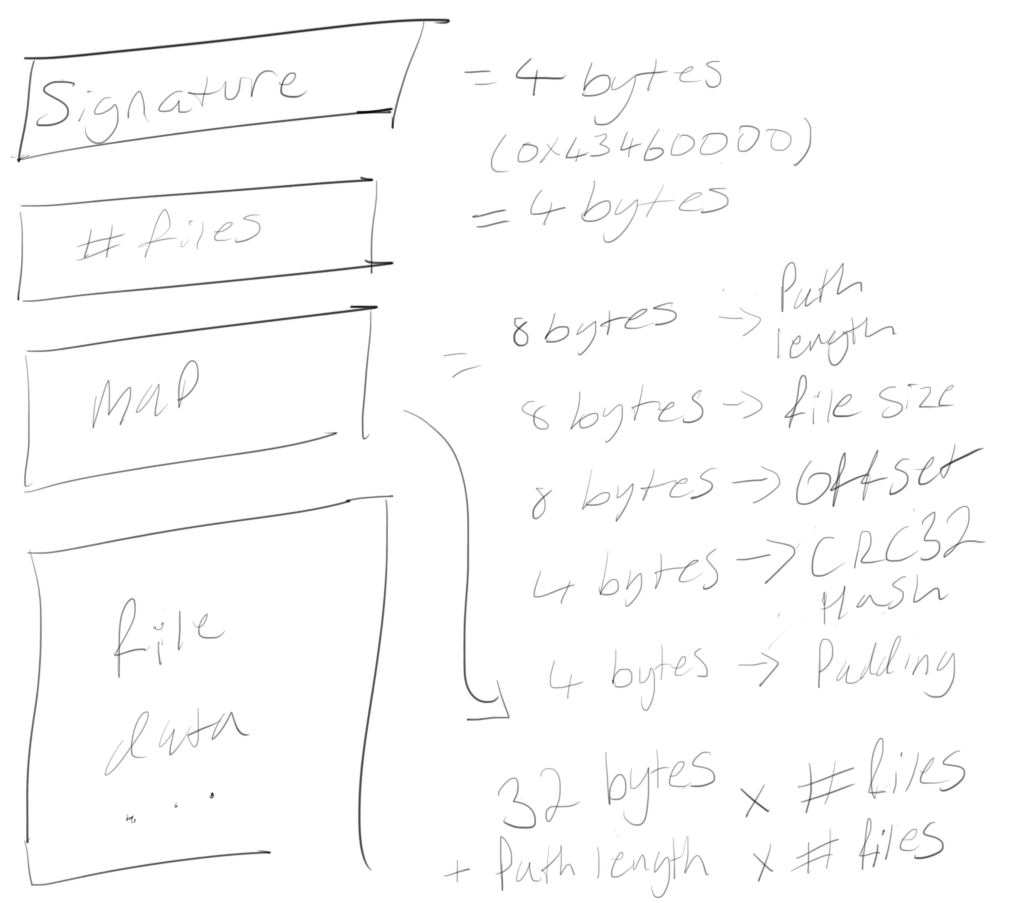 Signature = 4 bytes
(0x43460000)
# files = 4 bytes
map = 8 bytes → Path length
8 bytes → file size
8 bytes → Offset
4 bytes → CRC32 Hash
4 bytes → Padding
file
data
...
32 bytes x # files
+ Path length x # files